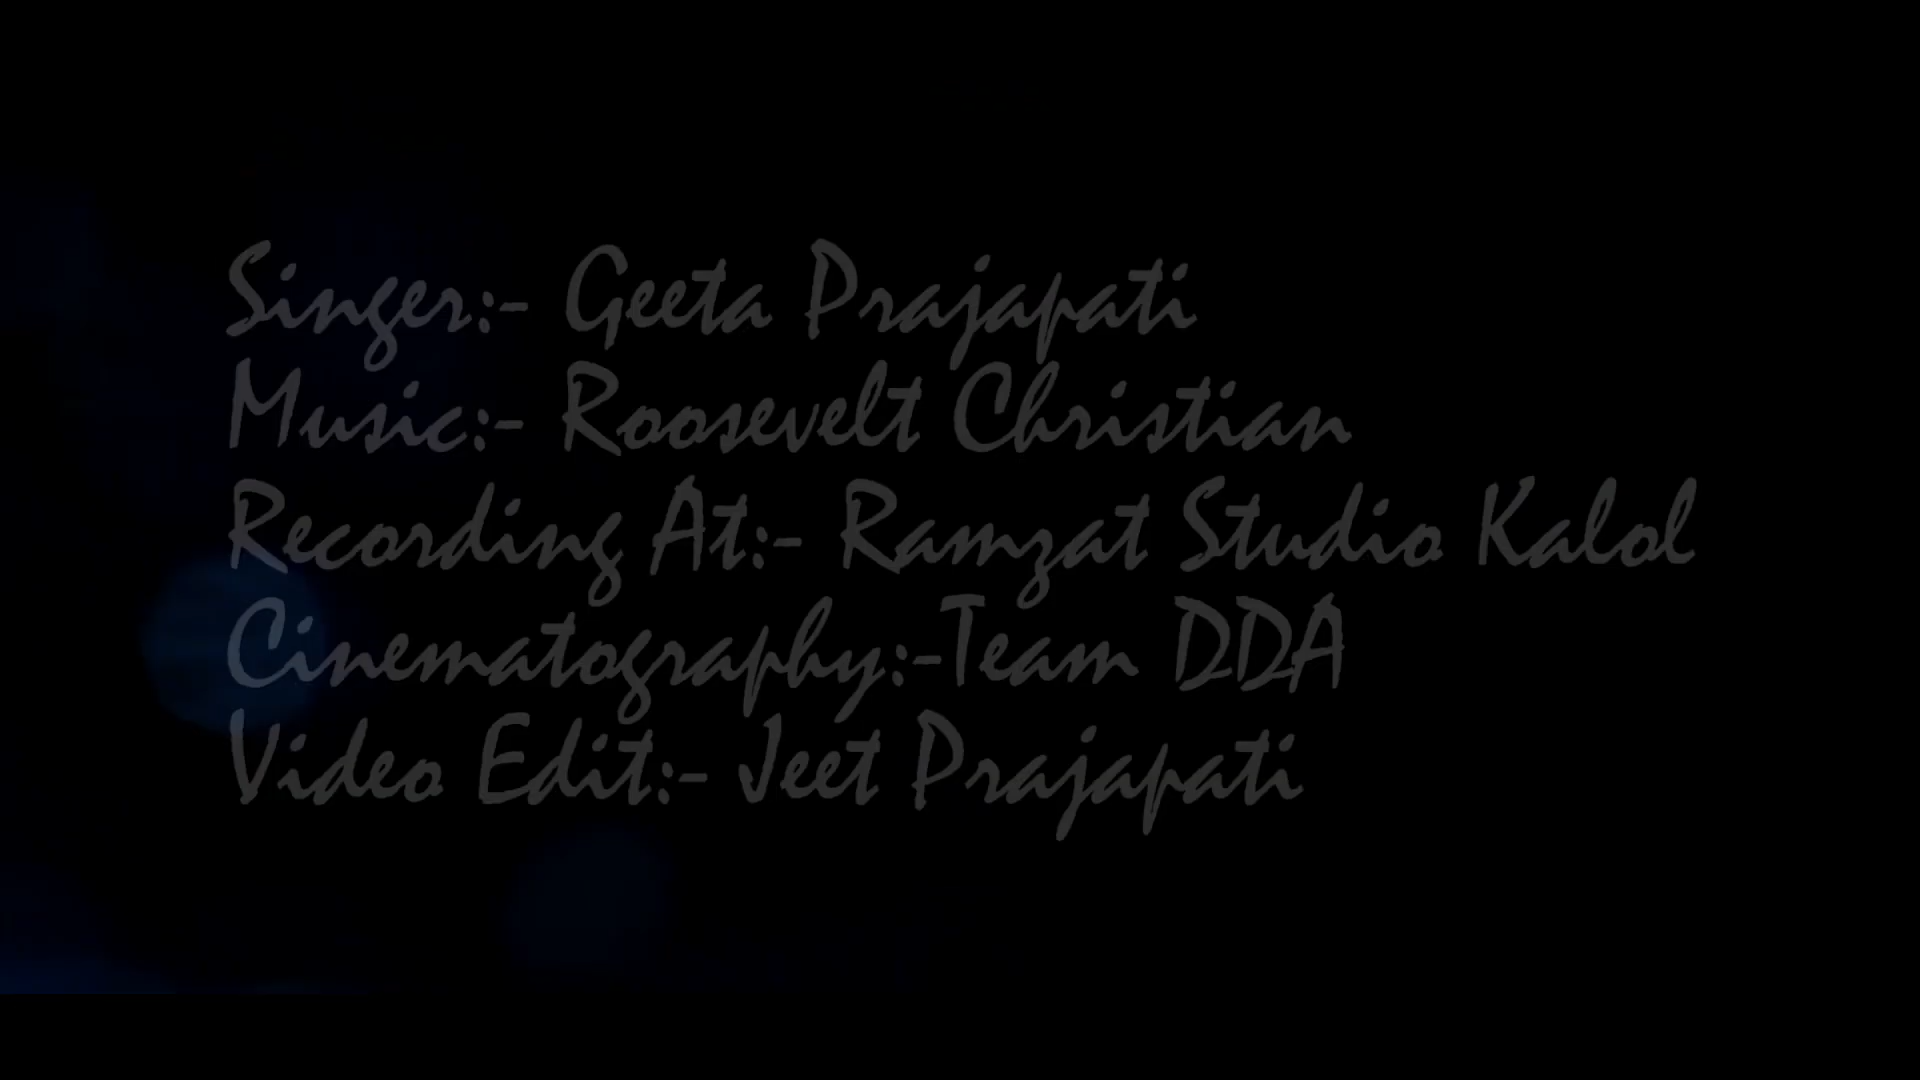 Singer:- Geeta Prajapati
Music:- Roosevelt Christian
Recording At:- Ramzat Studio Kalol
Cinematography:-Team DDA
Video Edit:- Jeet Prajapati